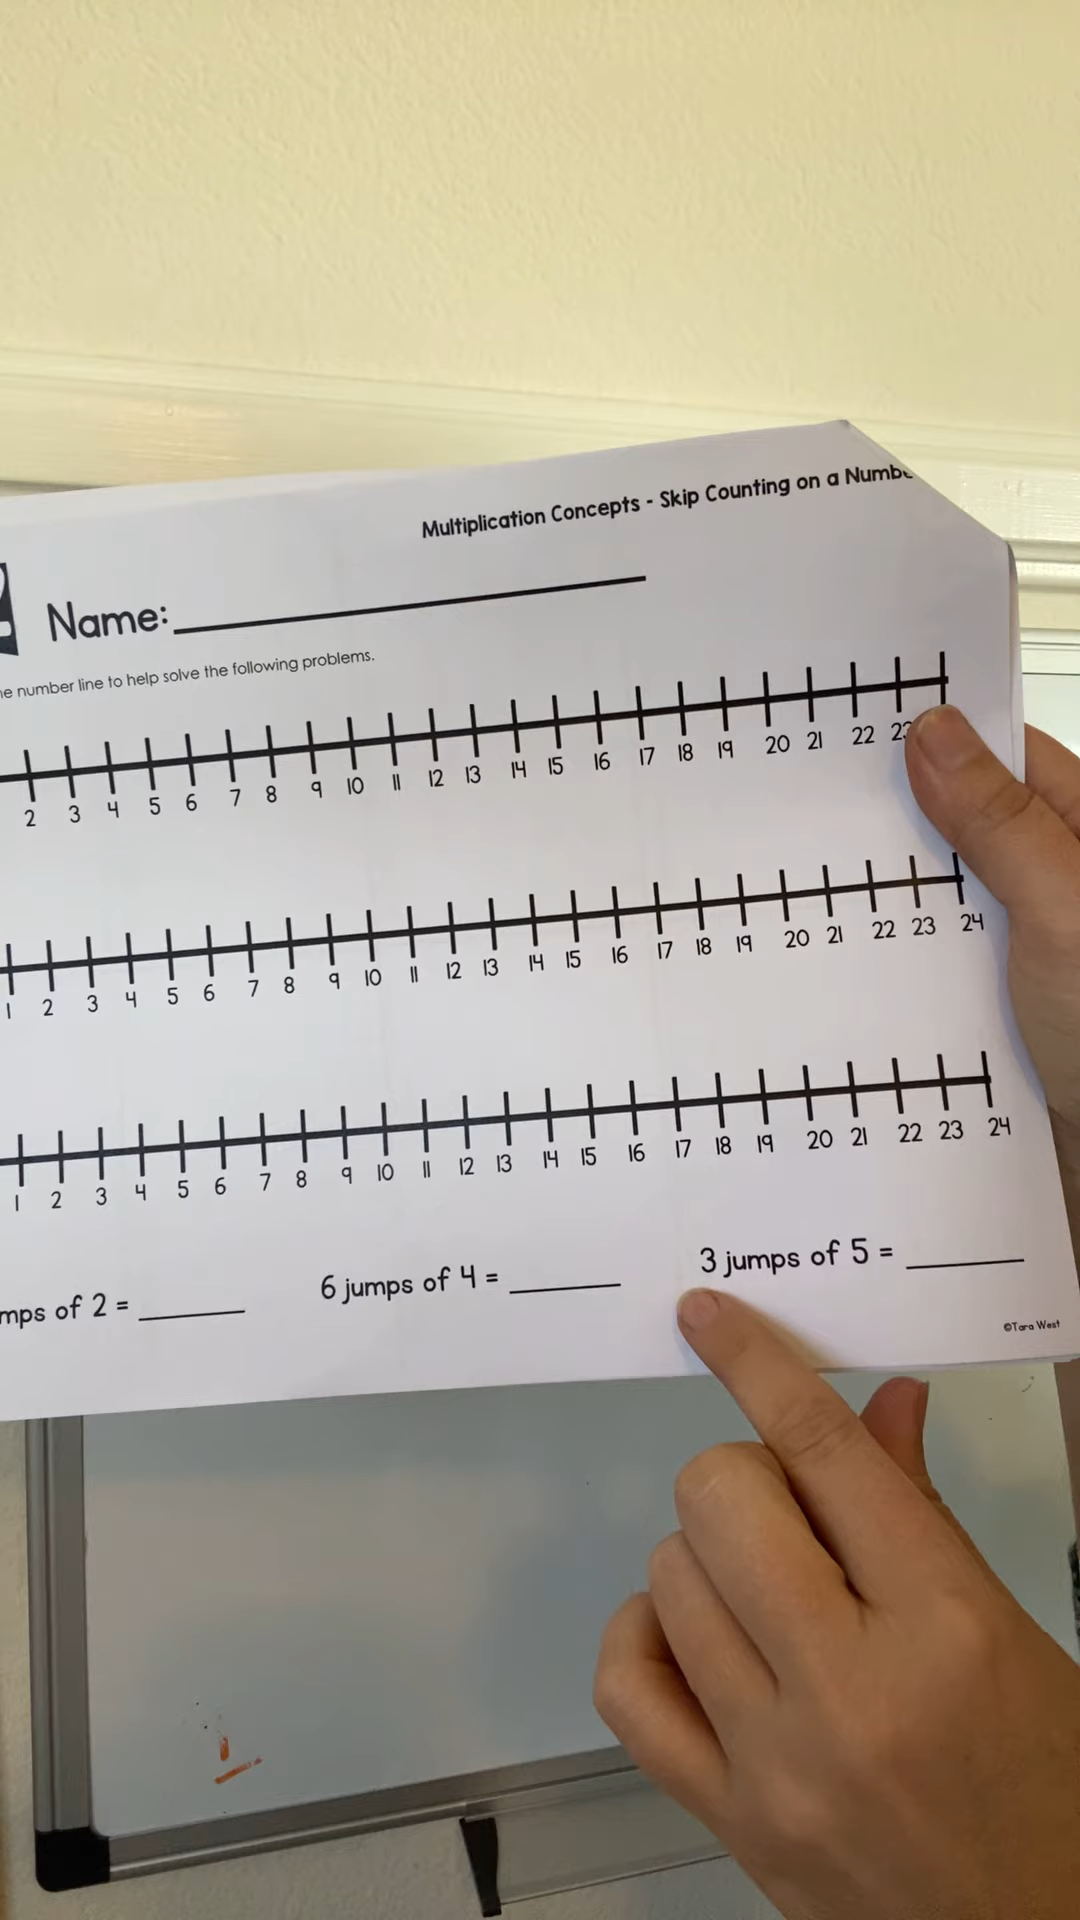 Multiplication Concepts - Skip Counting on a
Name:
number line to help solve the following problems.
2 3 4 5 6 7 8 9 10 11 12 13 14 15 16 17 18 19 20 21 22
1 2 3 4 5 6 7 8 9 10 11 12 13 14 15 16 17 18 19 20 21 22 23 24
1 2 3 4 5 6 7 8 9 10 11 12 13 14 15 16 17 18 19 20 21 22 23 24
of 2 = 6 jumps of 4 = 3 jumps of 5 =
©Tara West